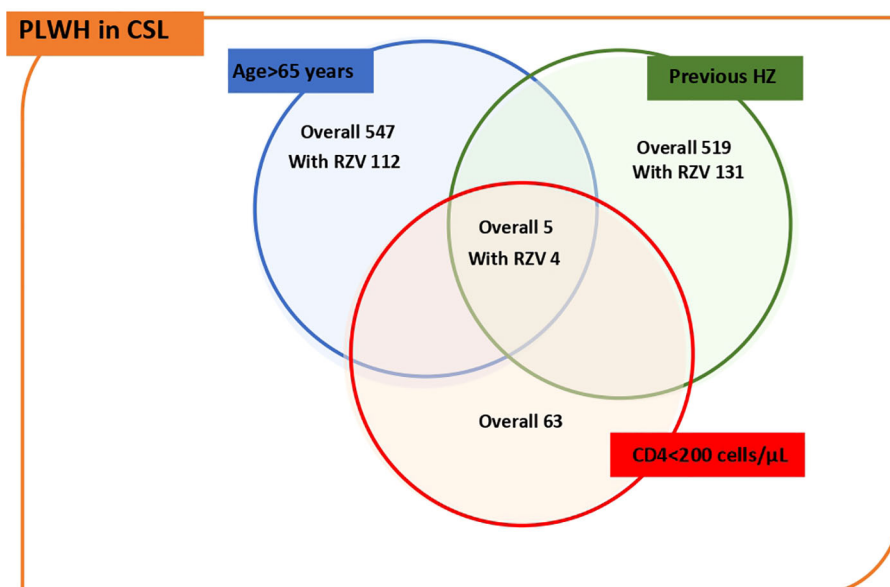 PLWH in CSL
Age>65 years
Previous HZ
Overall 547
With RZV 112
Overall 519
With RZV 131
Overall 5
With RZV 4
Overall 63
CD4<200 cells/µL